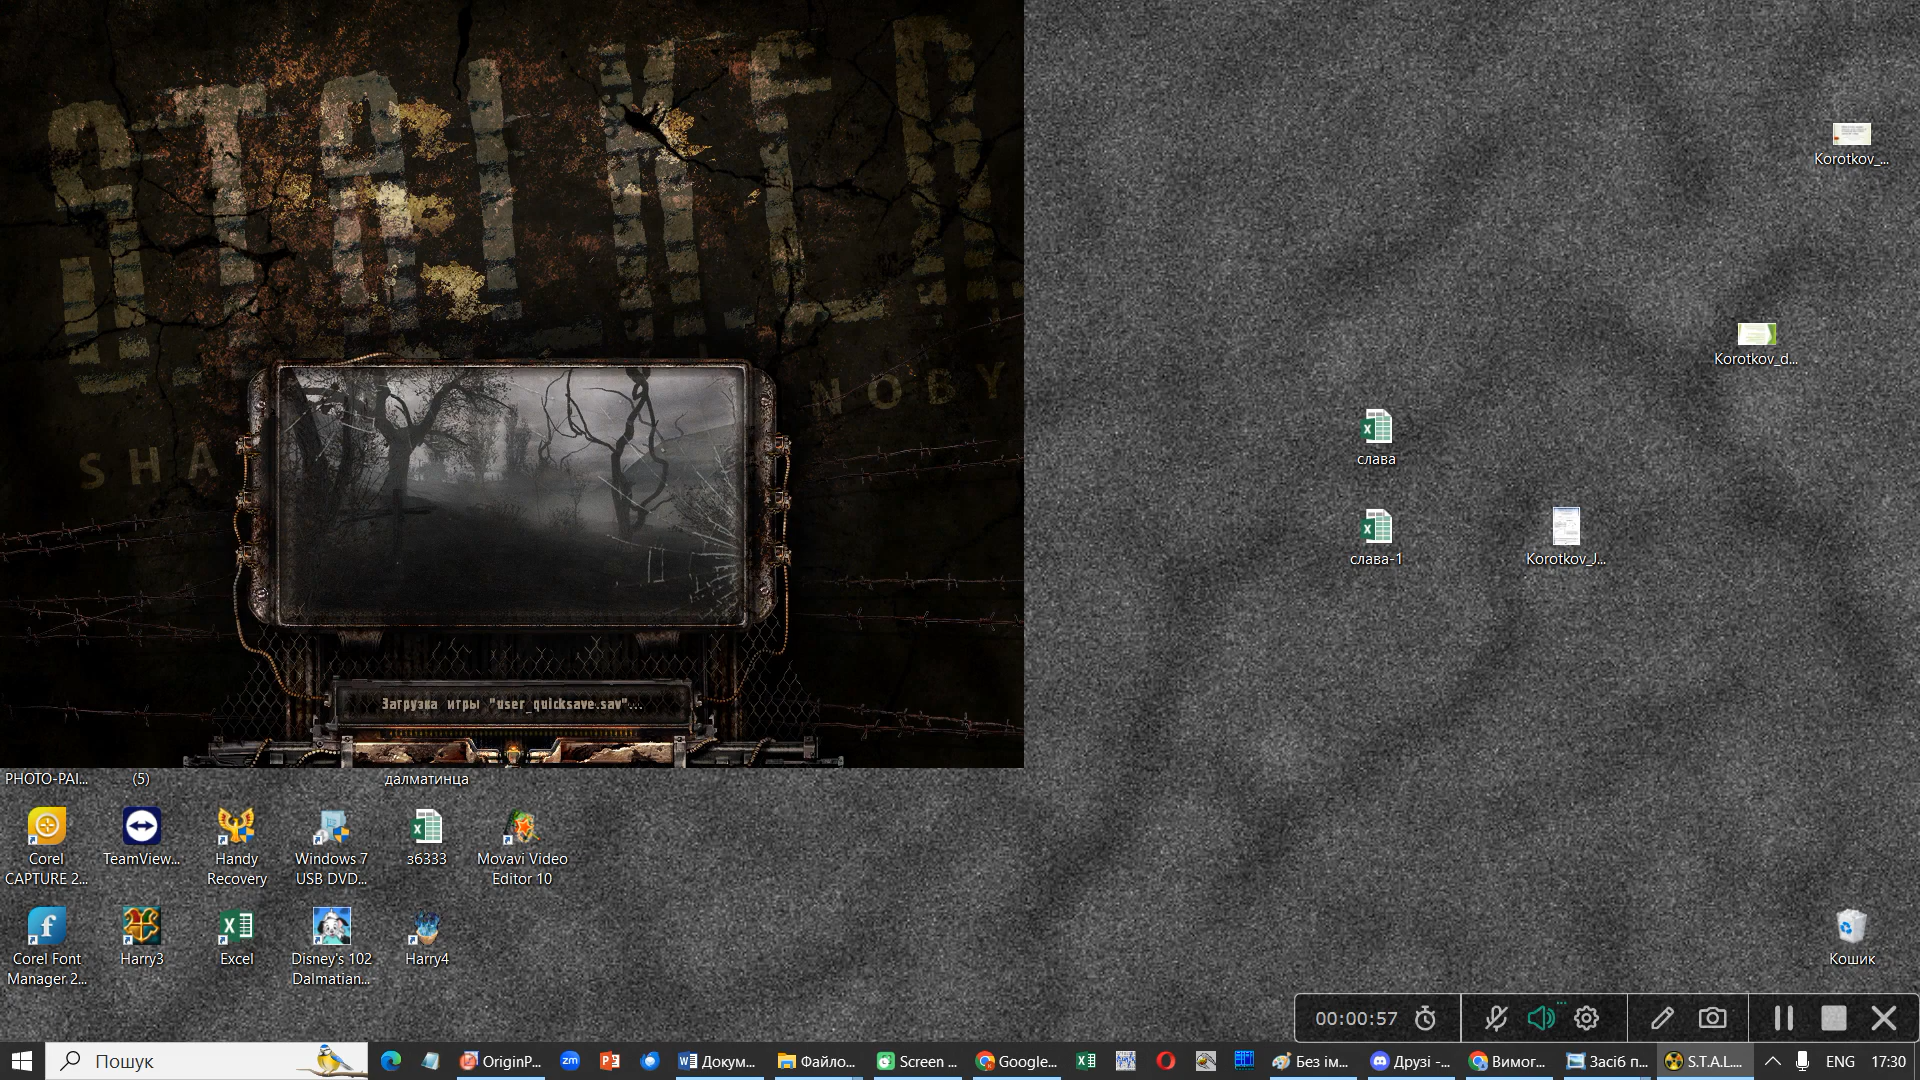 S.T.A.L.K.E.R
SHA
NOBY
Загрузка игры "user_quicksave.sav"...
Korotkov_...
Korotkov_d...
слава
слава-1
Korotkov_J...
PHOTO-PAI...
(5)
далматинца
Corel
CAPTURE 2...
TeamView...
Handy
Recovery
Windows 7
USB DVD...
з6333
Movavi Video
Editor 10
Corel Font
Manager 2...
Harry3
Excel
Disney's 102
Dalmatian...
Harry4
Кошик
00:00:57
Пошук
OriginP...
zm
Докум...
Файло...
Screen ...
Google...
Без ім...
Друзі -...
Вимог...
Засіб п...
S.T.A.L...
ENG
17:30